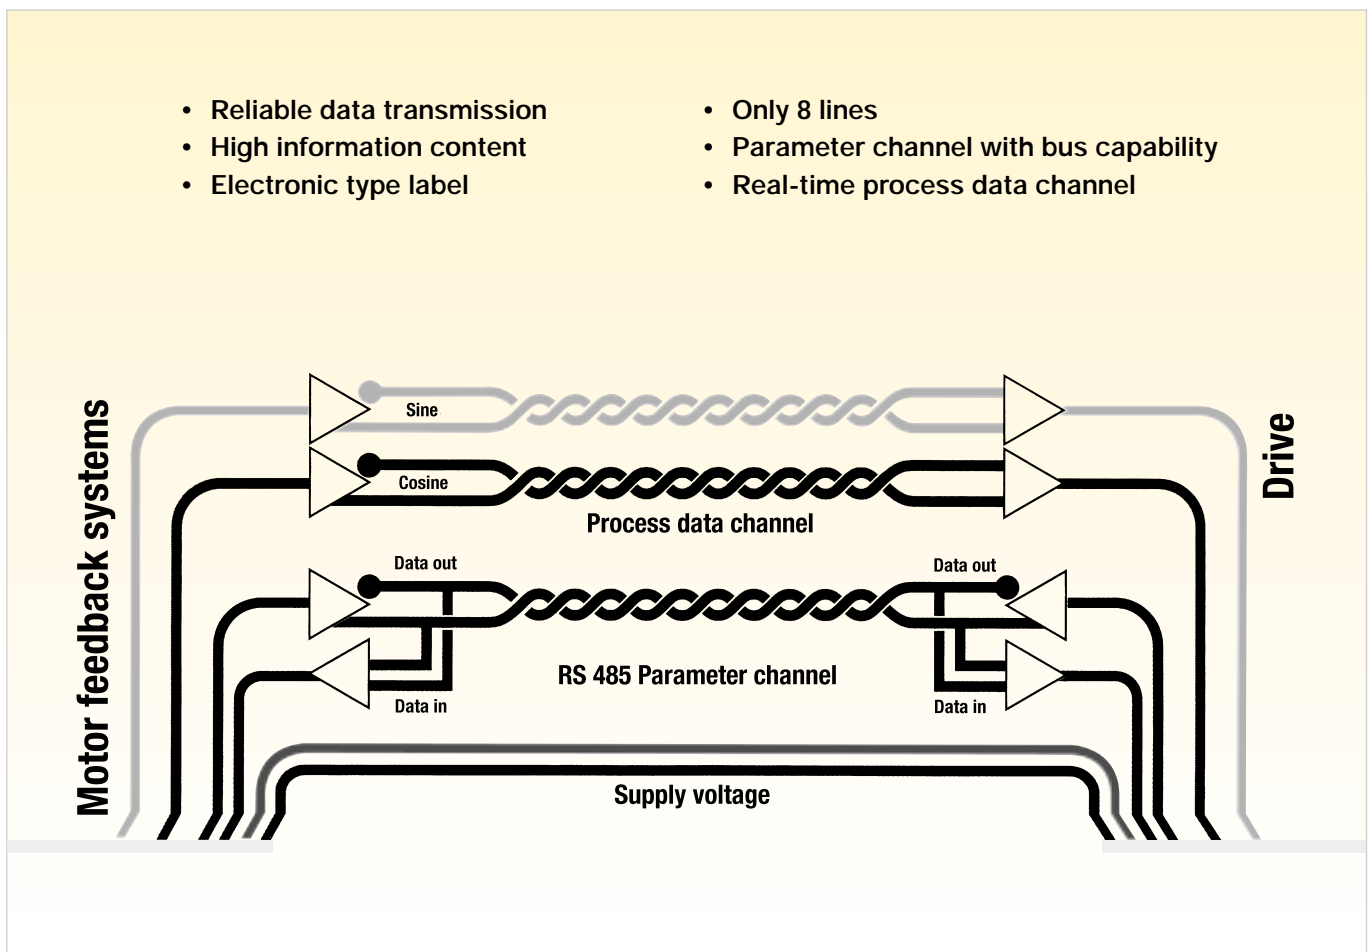 • Reliable data transmission
• High information content
• Electronic type label
• Only 8 lines
• Parameter channel with bus capability
• Real-time process data channel
Motor feedback systems
Drive
Sine
Cosine
Process data channel
Data out
Data out
RS 485 Parameter channel
Data in
Data in
Supply voltage